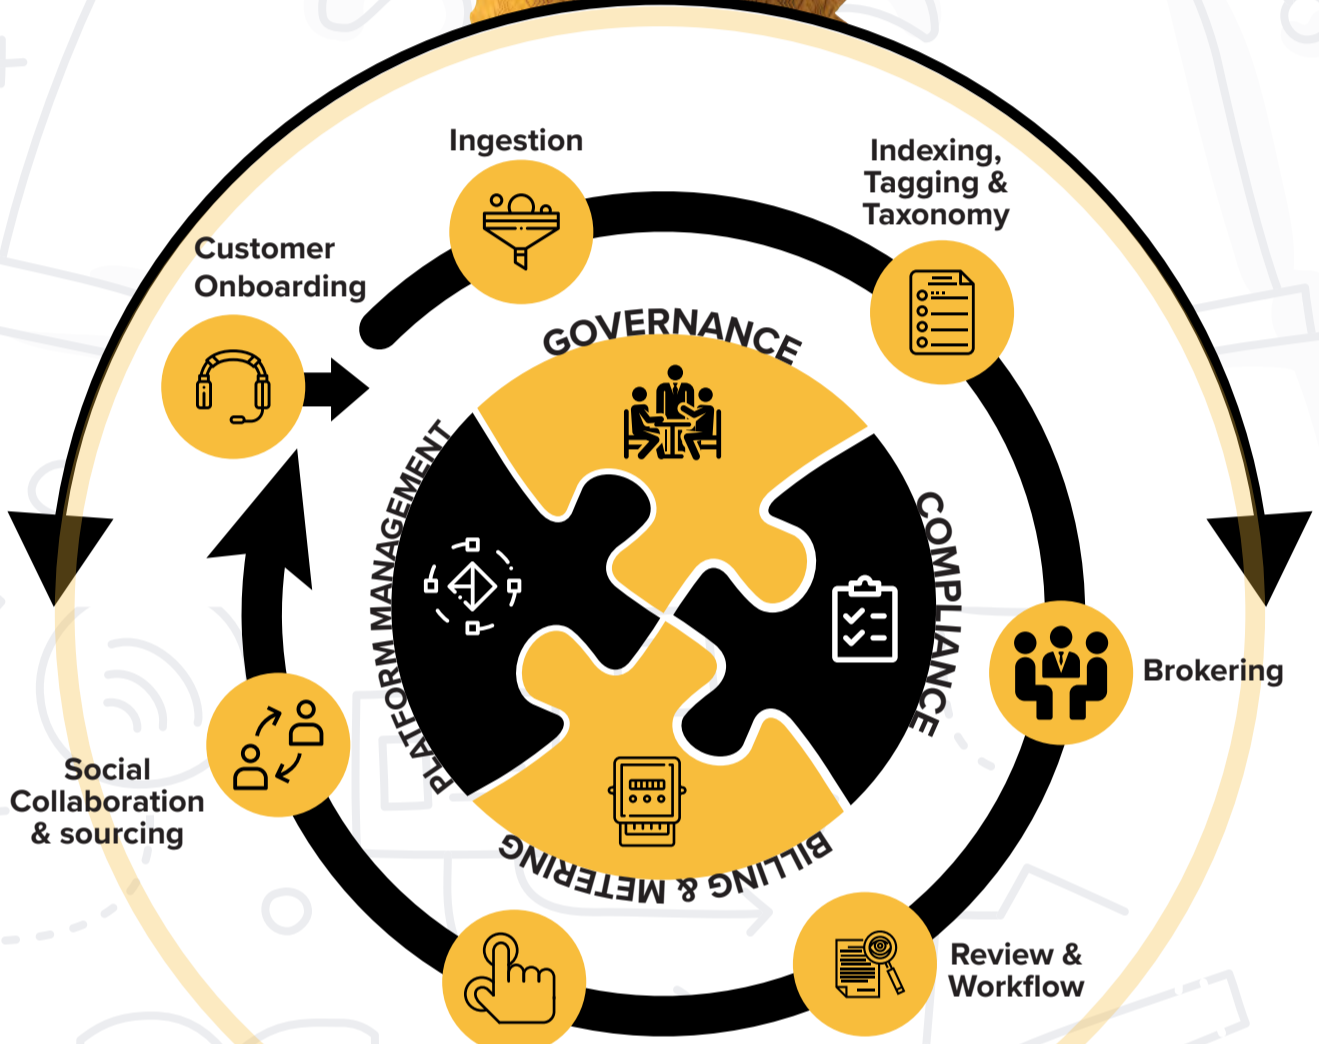 Ingestion
Indexing,
Tagging &
Taxonomy
Customer
Onboarding
GOVERNANCE
PLATFORM MANAGEMENT
COMPLIANCE
Brokering
Social
Collaboration
& sourcing
BILLING & METERING
Review &
Workflow